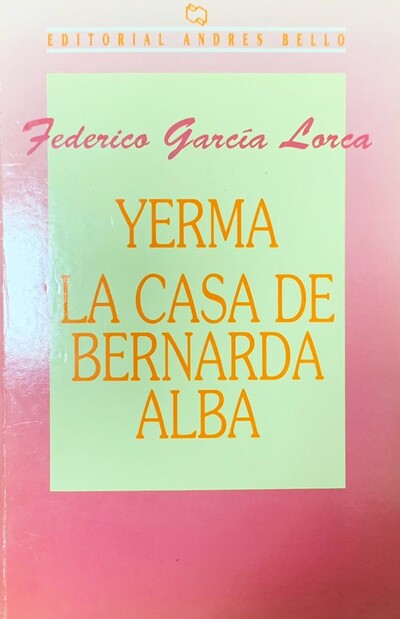 EDITORIAL ANDRES BELLO
Federico García Lorca
YERMA
LA CASA DE
BERNARDA
ALBA